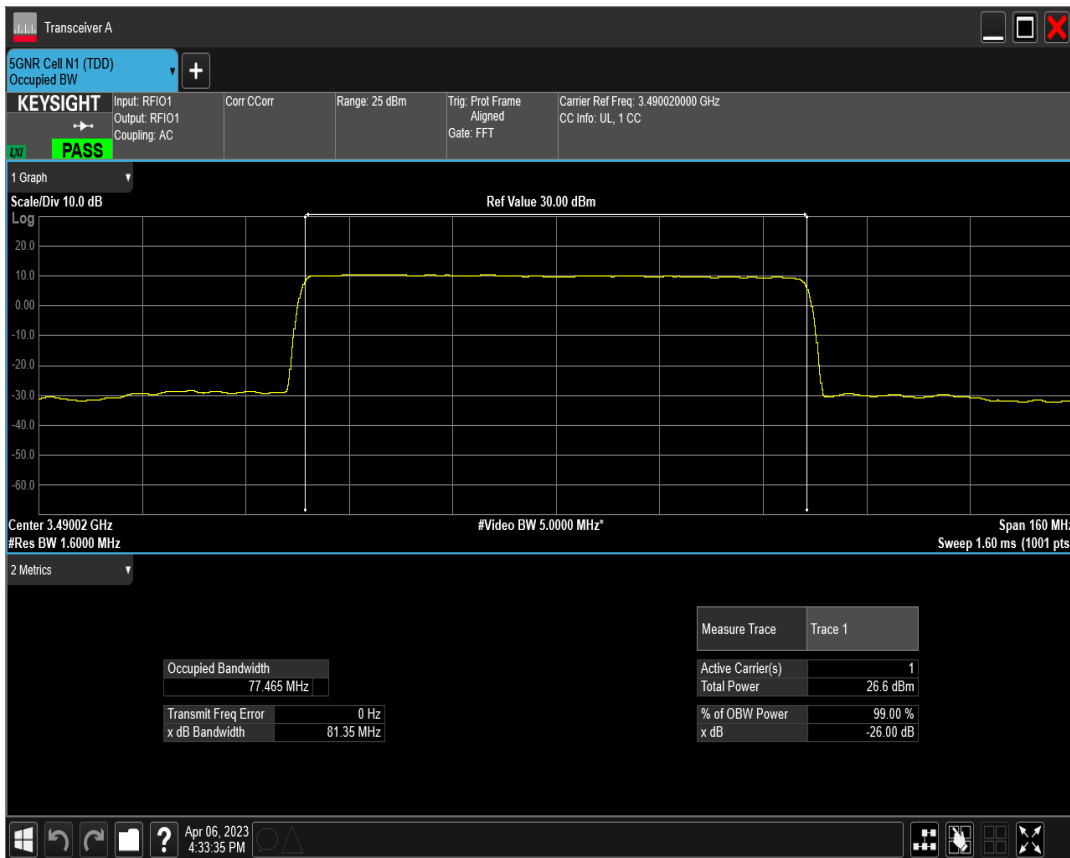 Transceiver A
5GNR Cell N1 (TDD)
Occupied BW
+
KEYSIGHT
LXI
PASS
Input: RFIO1
Output: RFIO1
Coupling: AC
Corr CCorr
Range: 25 dBm
Trig: Prot Frame
Aligned
Gate: FFT
Carrier Ref Freq: 3.490020000 GHz
CC Info: UL, 1 CC
1 Graph
Scale/Div 10.0 dB
Ref Value 30.00 dBm
Log
20.0
10.0
0.00
-10.0
-20.0
-30.0
-40.0
-50.0
-60.0
Center 3.49002 GHz
#Video BW 5.0000 MHz*
Span 160 MHz
#Res BW 1.6000 MHz
Sweep 1.60 ms (1001 pts
2 Metrics
Measure Trace Trace 1
Occupied Bandwidth
77.465 MHz
Active Carrier(s) 1
Total Power 26.6 dBm
Transmit Freq Error 0 Hz
x dB Bandwidth 81.35 MHz
% of OBW Power 99.00 %
x dB -26.00 dB
?
Apr 06, 2023
4:33:35 PM